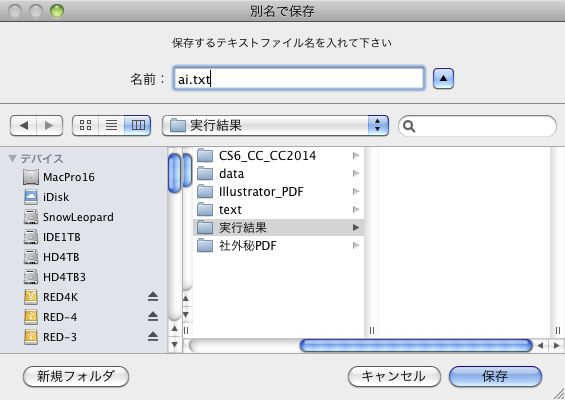 別名で保存
保存するテキストファイル名を入れて下さい
名前： ai.txt
実行結果
デバイス
MacPro16
iDisk
SnowLeopard
IDE1TB
HD4TB
HD4TB3
RED4K
RED-4
RED-3
CS6_CC_CC2014
data
Illustrator_PDF
text
実行結果
社外秘PDF
新規フォルダ キャンセル 保存